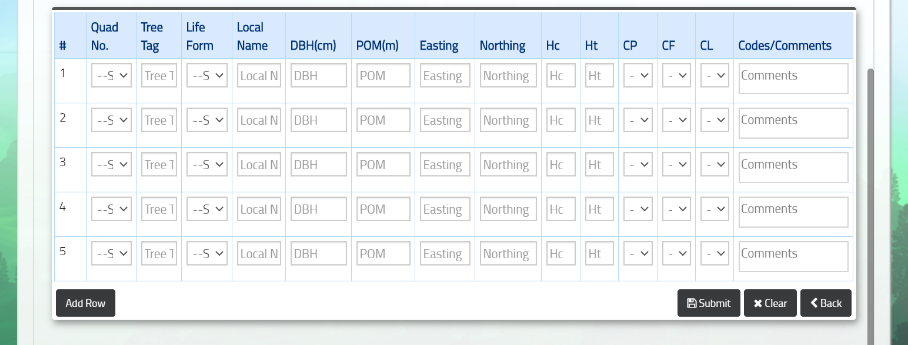 # Quad No. Tree Tag Life Form Local Name DBH(cm) POM(m) Easting Northing Hc Ht CP CF CL Codes/Comments
1 --S Tree T --S Local N DBH POM Easting Northing Hc Ht - - - Comments
2 --S Tree T --S Local N DBH POM Easting Northing Hc Ht - - - Comments
3 --S Tree T --S Local N DBH POM Easting Northing Hc Ht - - - Comments
4 --S Tree T --S Local N DBH POM Easting Northing Hc Ht - - - Comments
5 --S Tree T --S Local N DBH POM Easting Northing Hc Ht - - - Comments
Add Row Submit Clear Back